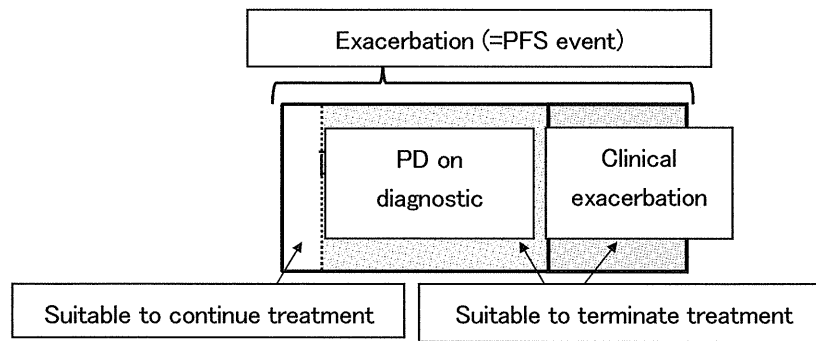 Exacerbation (=PFS event)
PD on
diagnostic
Clinical
exacerbation
Suitable to continue treatment
Suitable to terminate treatment